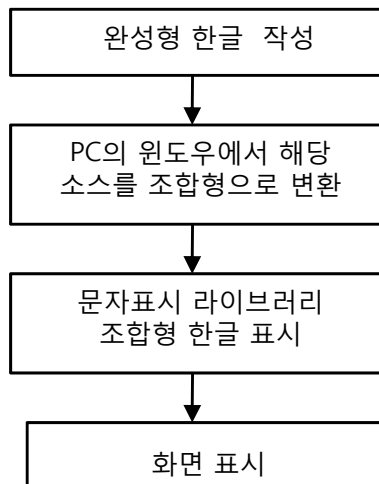 완성형 한글 작성
PC의 윈도우에서 해당
소스를 조합형으로 변환
문자표시 라이브러리
조합형 한글 표시
화면 표시